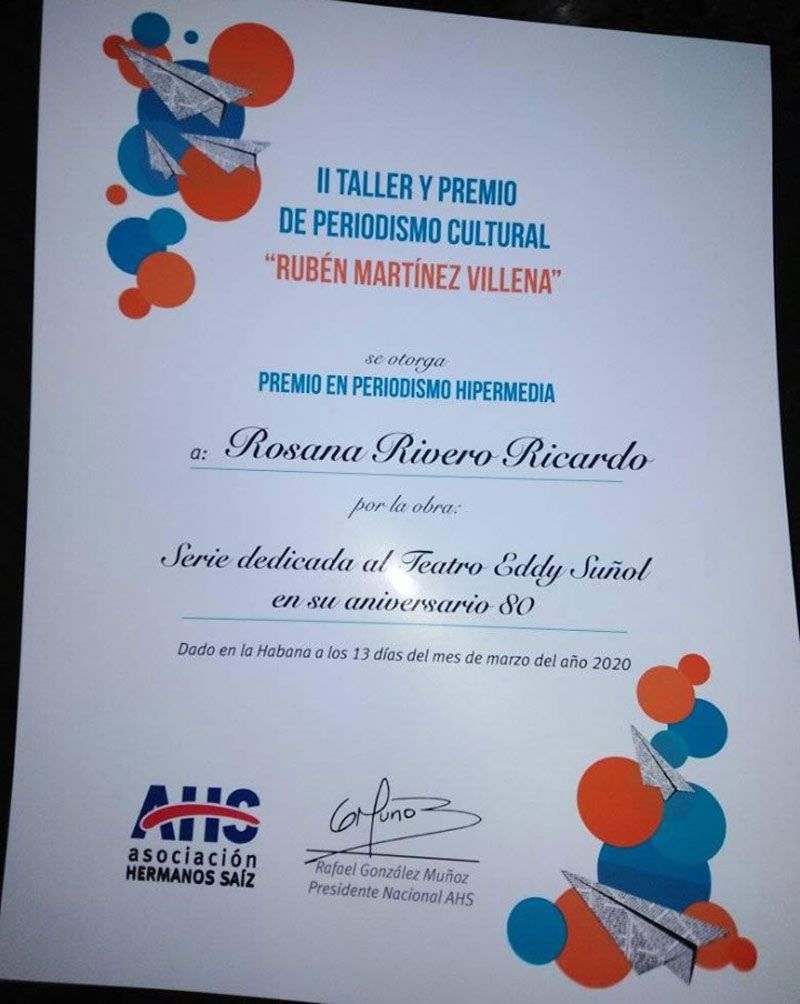 II TALLER Y PREMIO
DE PERIODISMO CULTURAL
“RUBÉN MARTÍNEZ VILLENA”
se otorga
PREMIO EN PERIODISMO HIPERMEDIA
a: Rosana Rivero Ricardo
por la obra:
Serie dedicada al Teatro Eddy Suñol
en su aniversario 80
Dado en la Habana a los 13 días del mes de marzo del año 2020
AHS
asociación
HERMANOS SAÍZ
Rafael González Muñoz
Presidente Nacional AHS